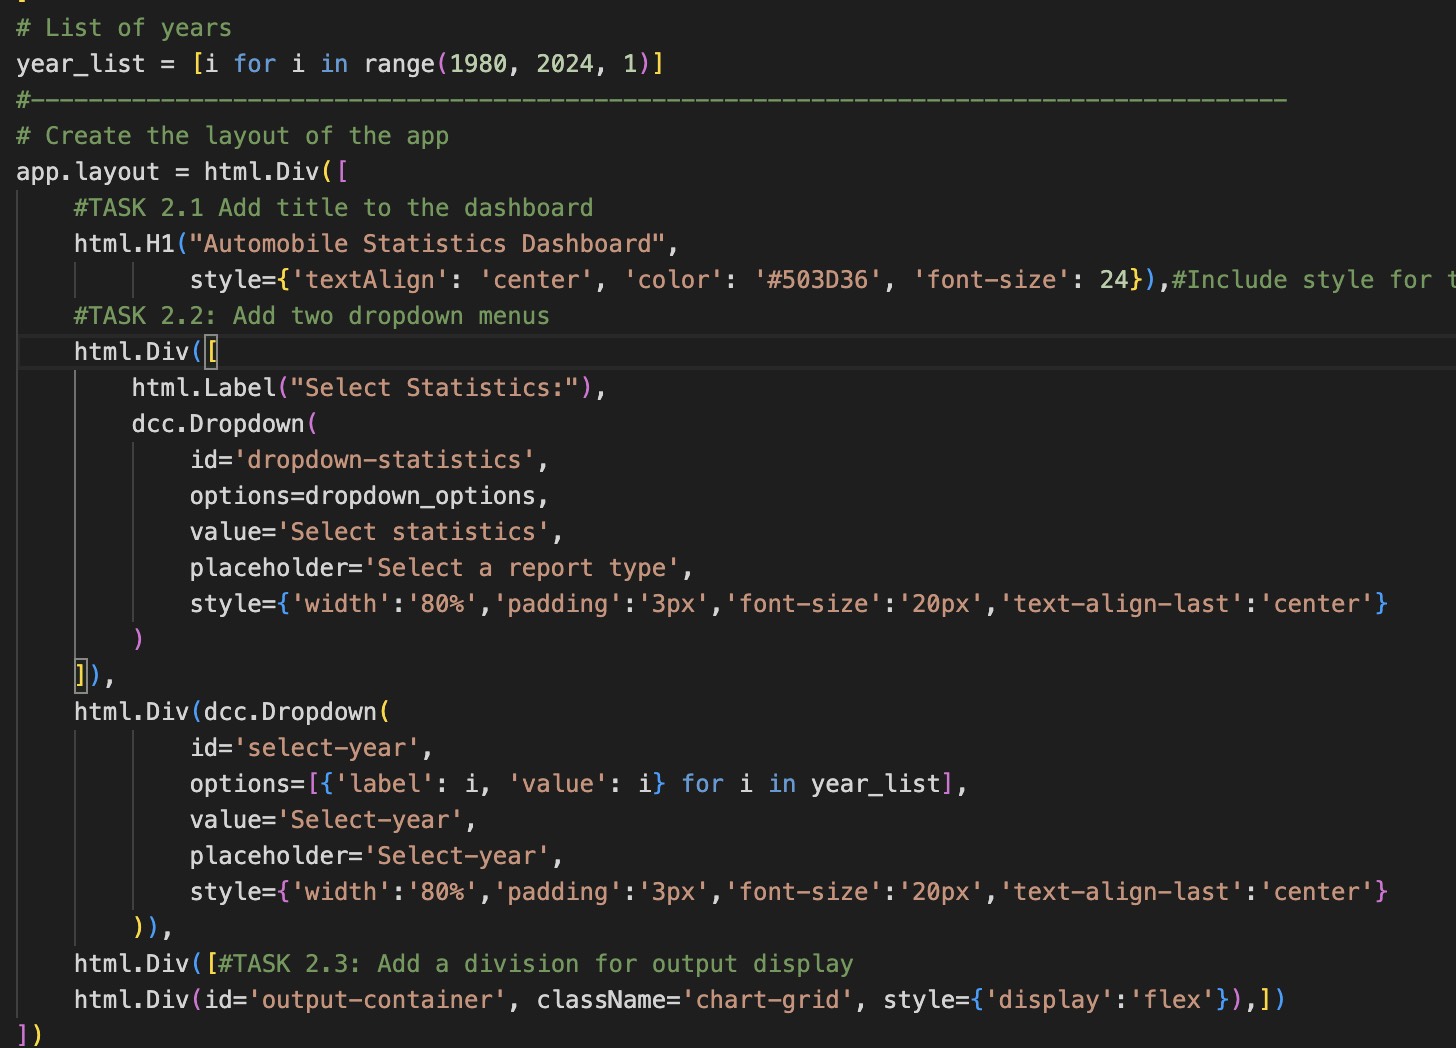 # List of years
year_list = [i for i in range(1980, 2024, 1)]
#---------------------------------------------------------------------------------------
# Create the layout of the app
app.layout = html.Div([
    #TASK 2.1 Add title to the dashboard
    html.H1("Automobile Statistics Dashboard",
            style={'textAlign': 'center', 'color': '#503D36', 'font-size': 24}),#Include style for
    #TASK 2.2: Add two dropdown menus
    html.Div([
        html.Label("Select Statistics:"),
        dcc.Dropdown(
            id='dropdown-statistics',
            options=dropdown_options,
            value='Select statistics',
            placeholder='Select a report type',
            style={'width':'80%','padding':'3px','font-size':'20px','text-align-last':'center'}
        )
    ]),
    html.Div(dcc.Dropdown(
            id='select-year',
            options=[{'label': i, 'value': i} for i in year_list],
            value='Select-year',
            placeholder='Select-year',
            style={'width':'80%','padding':'3px','font-size':'20px','text-align-last':'center'}
        )),
    html.Div([#TASK 2.3: Add a division for output display
    html.Div(id='output-container', className='chart-grid', style={'display':'flex'}),])
])